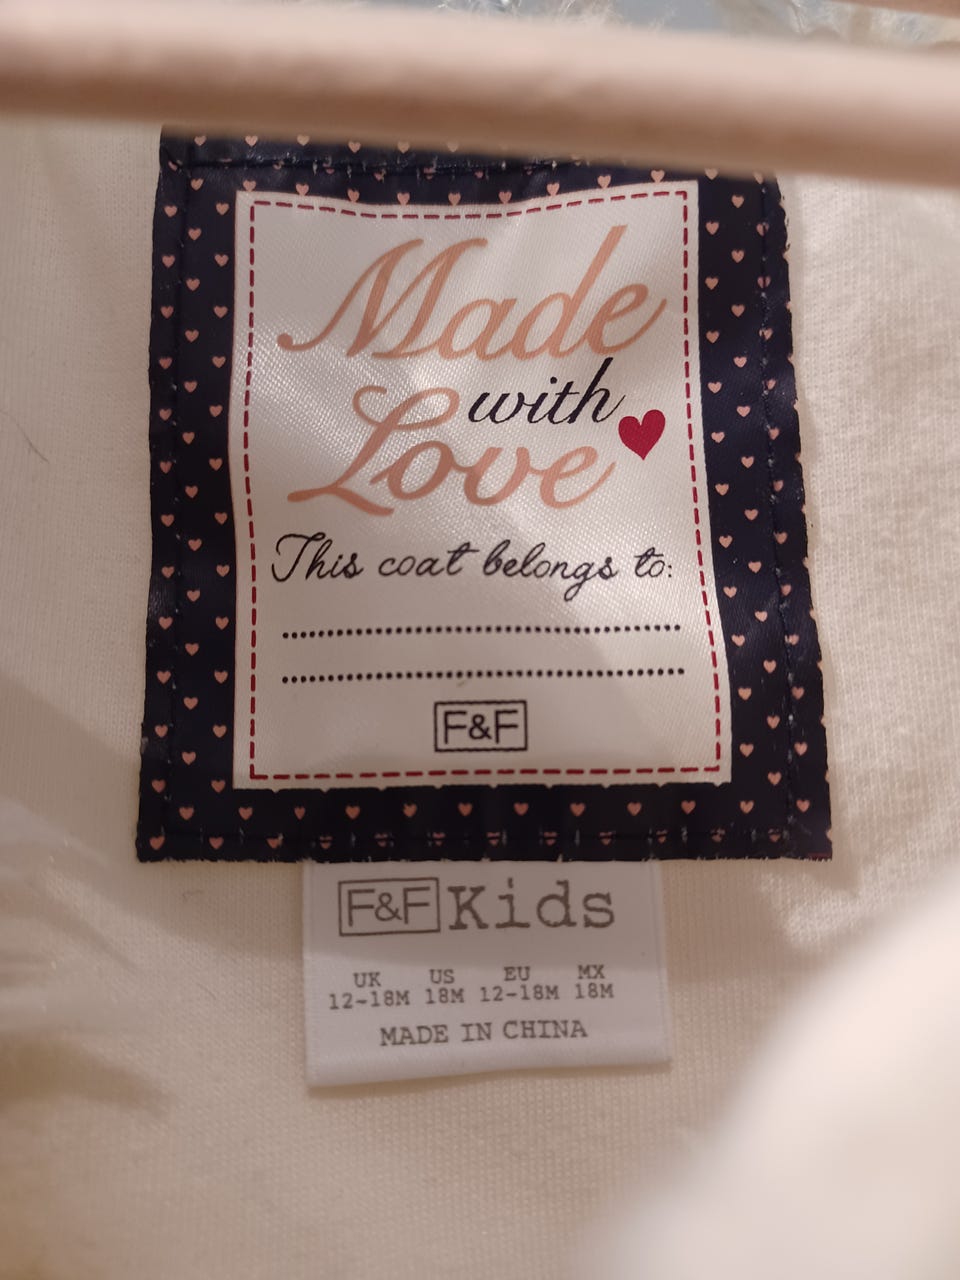 Made
with
Love
This coat belongs to:
F&F
F&F Kids
UK US EU MX
12-18M 18M 12-18M 18M
MADE IN CHINA